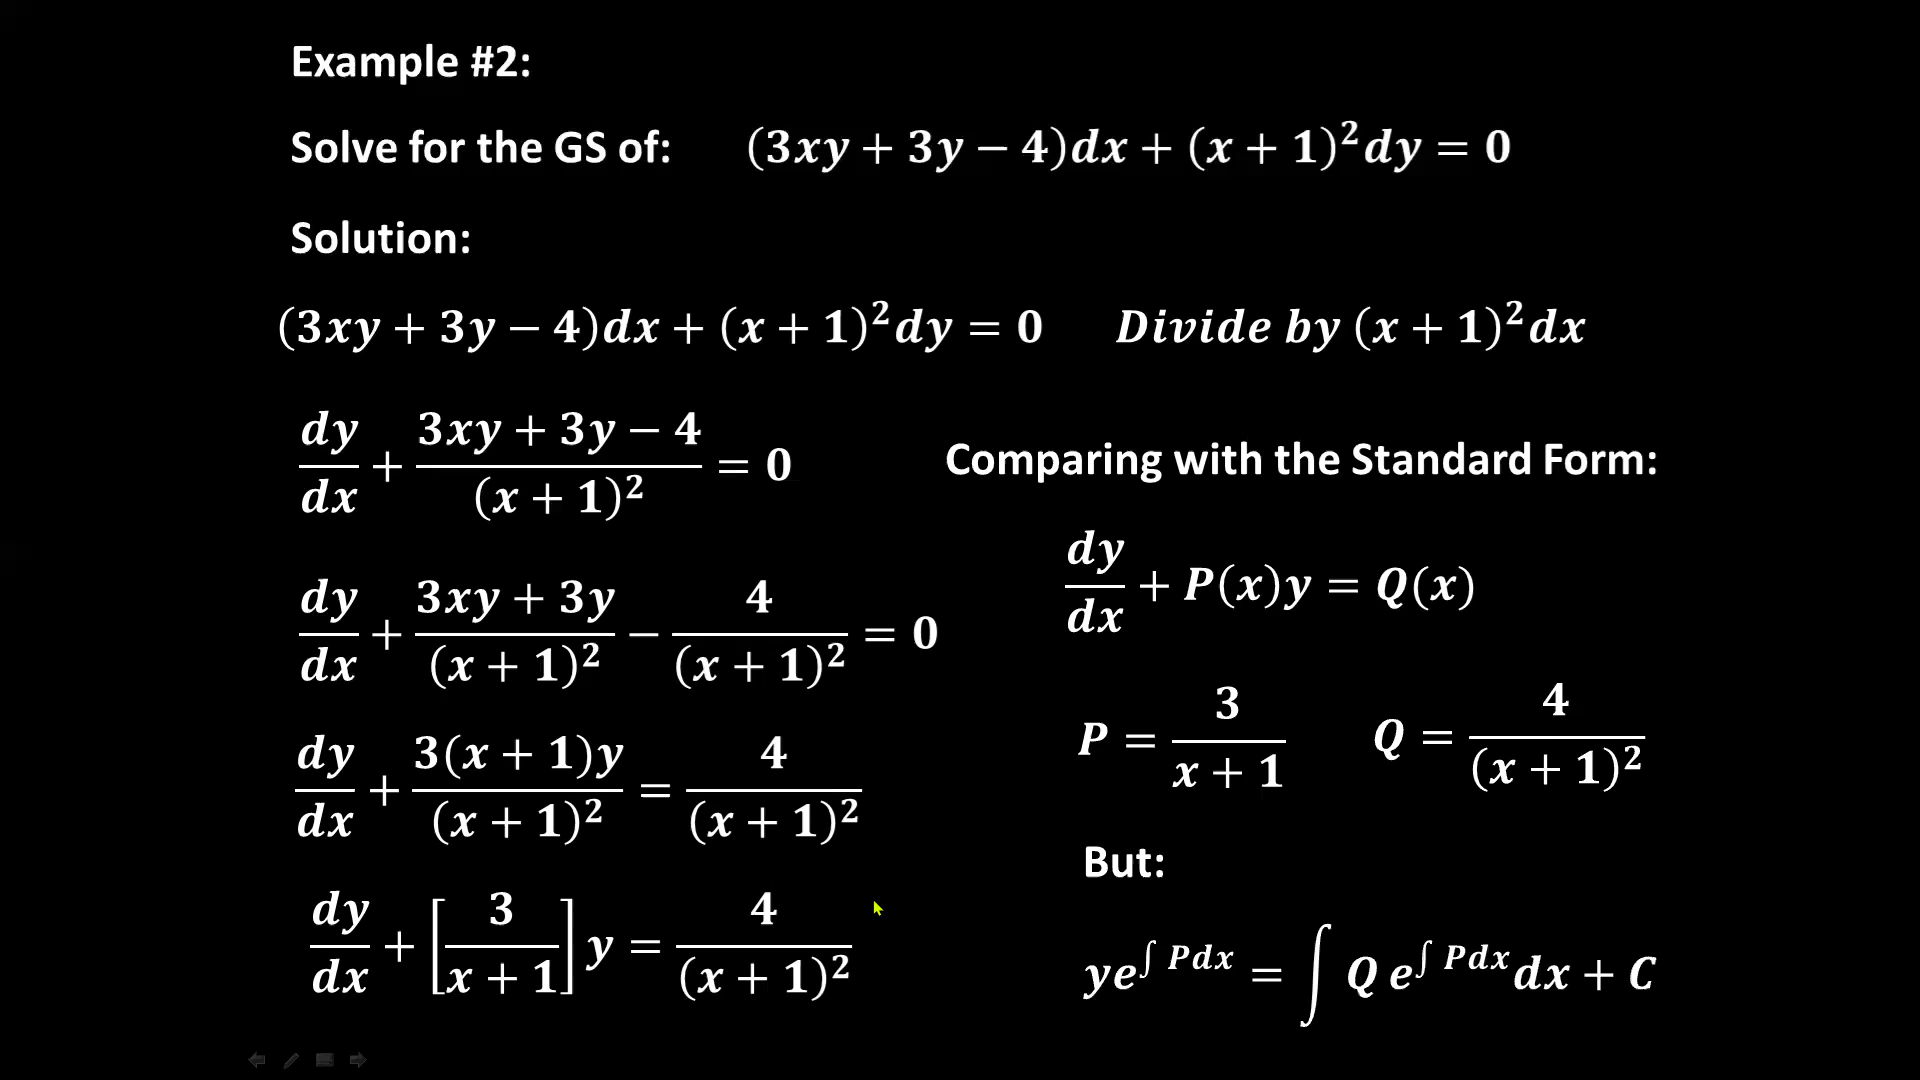 Example #2:
Solve for the GS of: (3xy + 3y − 4)dx + (x + 1)²dy = 0
Solution:
(3xy + 3y − 4)dx + (x + 1)²dy = 0 Divide by (x + 1)²dx
dy/dx + (3xy + 3y − 4)/(x + 1)² = 0
dy/dx + (3xy + 3y)/(x + 1)² − 4/(x + 1)² = 0
dy/dx + 3(x + 1)y/(x + 1)² = 4/(x + 1)²
dy/dx + [3/(x + 1)] y = 4/(x + 1)²
Comparing with the Standard Form:
dy/dx + P(x)y = Q(x)
P = 3/(x + 1) Q = 4/(x + 1)²
But:
ye^(∫ Pdx) = ∫ Q e^(∫ Pdx) dx + C